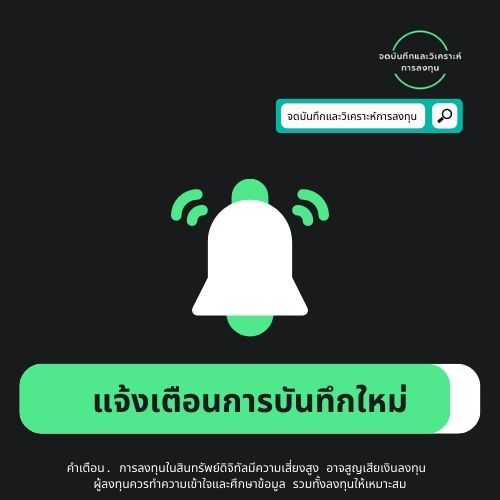 จดบันทึกและวิเคราะห์
การลงทุน
จดบันทึกและวิเคราะห์การลงทุน
แจ้งเตือนการบันทึกใหม่
คำเตือน. การลงทุนในสินทรัพย์ดิจิทัลมีความเสี่ยงสูง อาจสูญเสียเงินลงทุน
ผู้ลงทุนควรทำความเข้าใจและศึกษาข้อมูล รวมทั้งลงทุนให้เหมาะสม